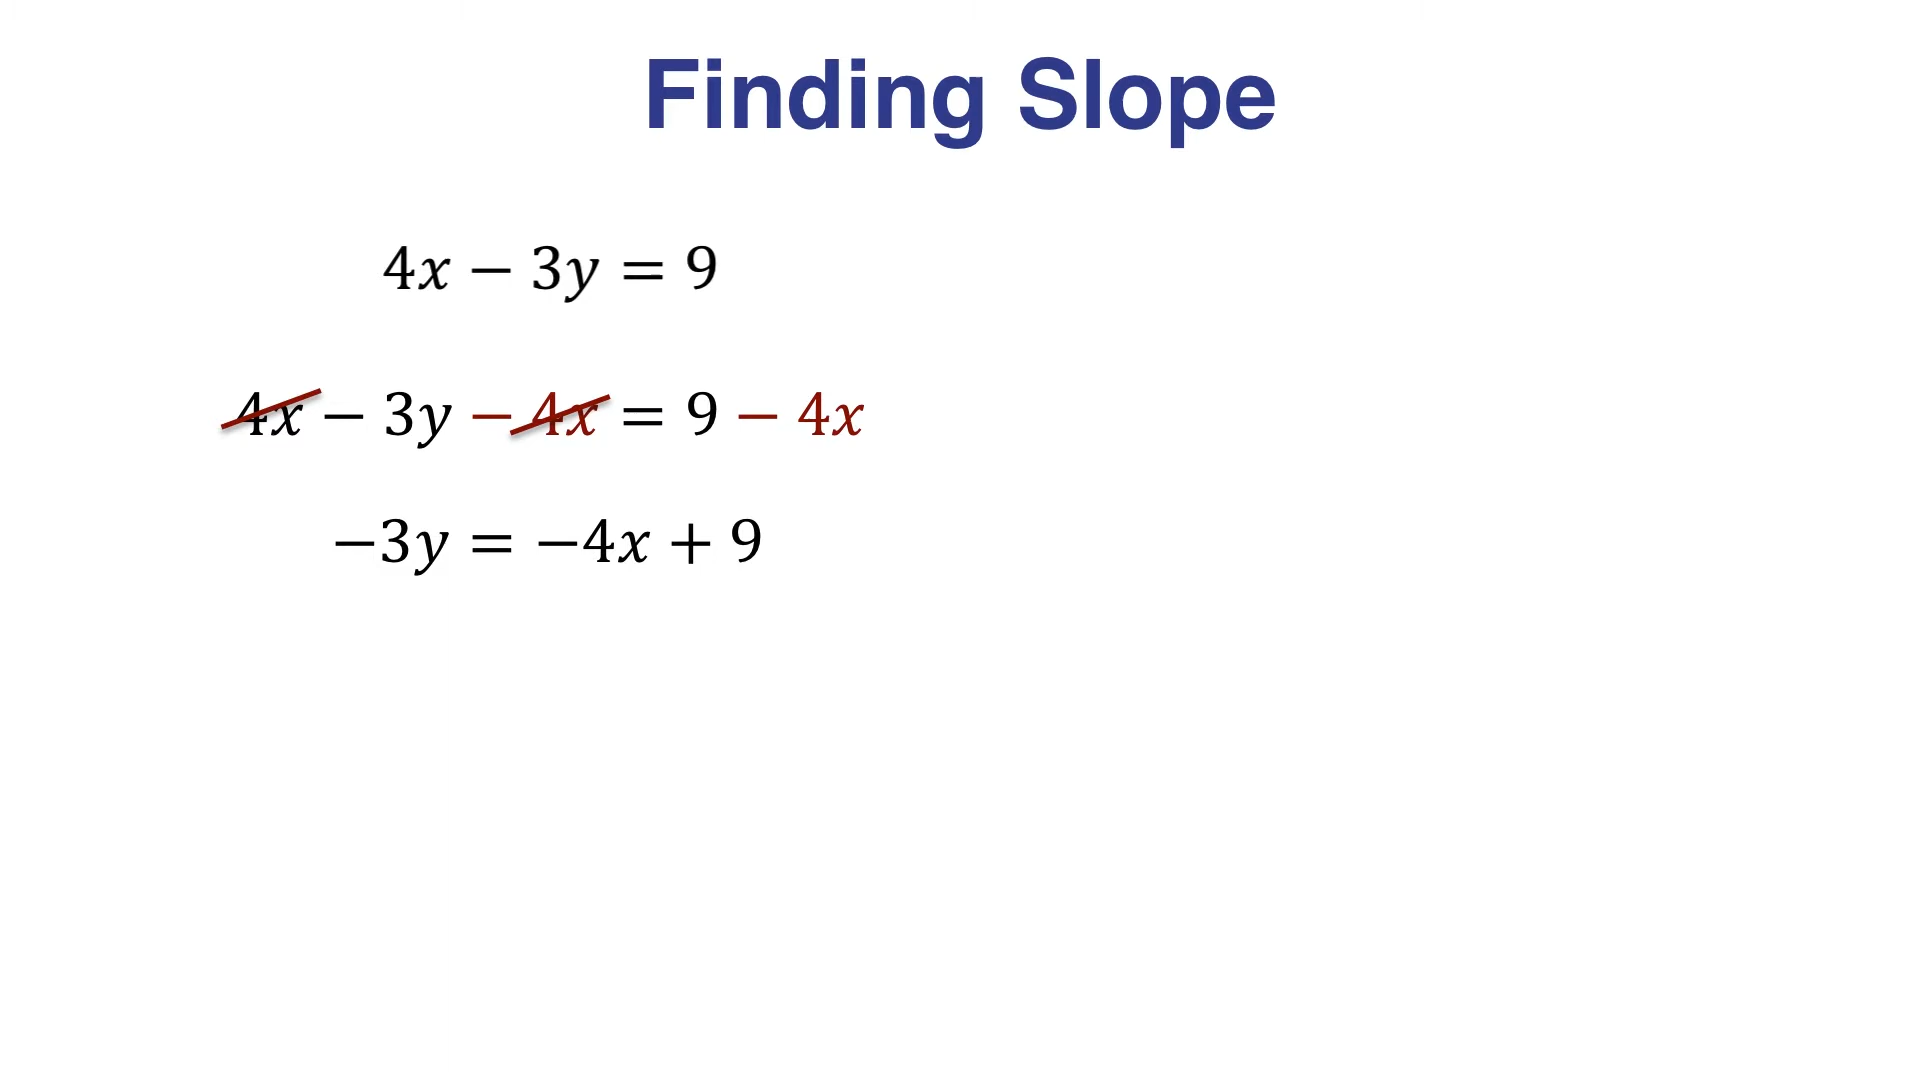 Finding Slope
4x − 3y = 9
4x − 3y − 4x = 9 − 4x
−3y = −4x + 9